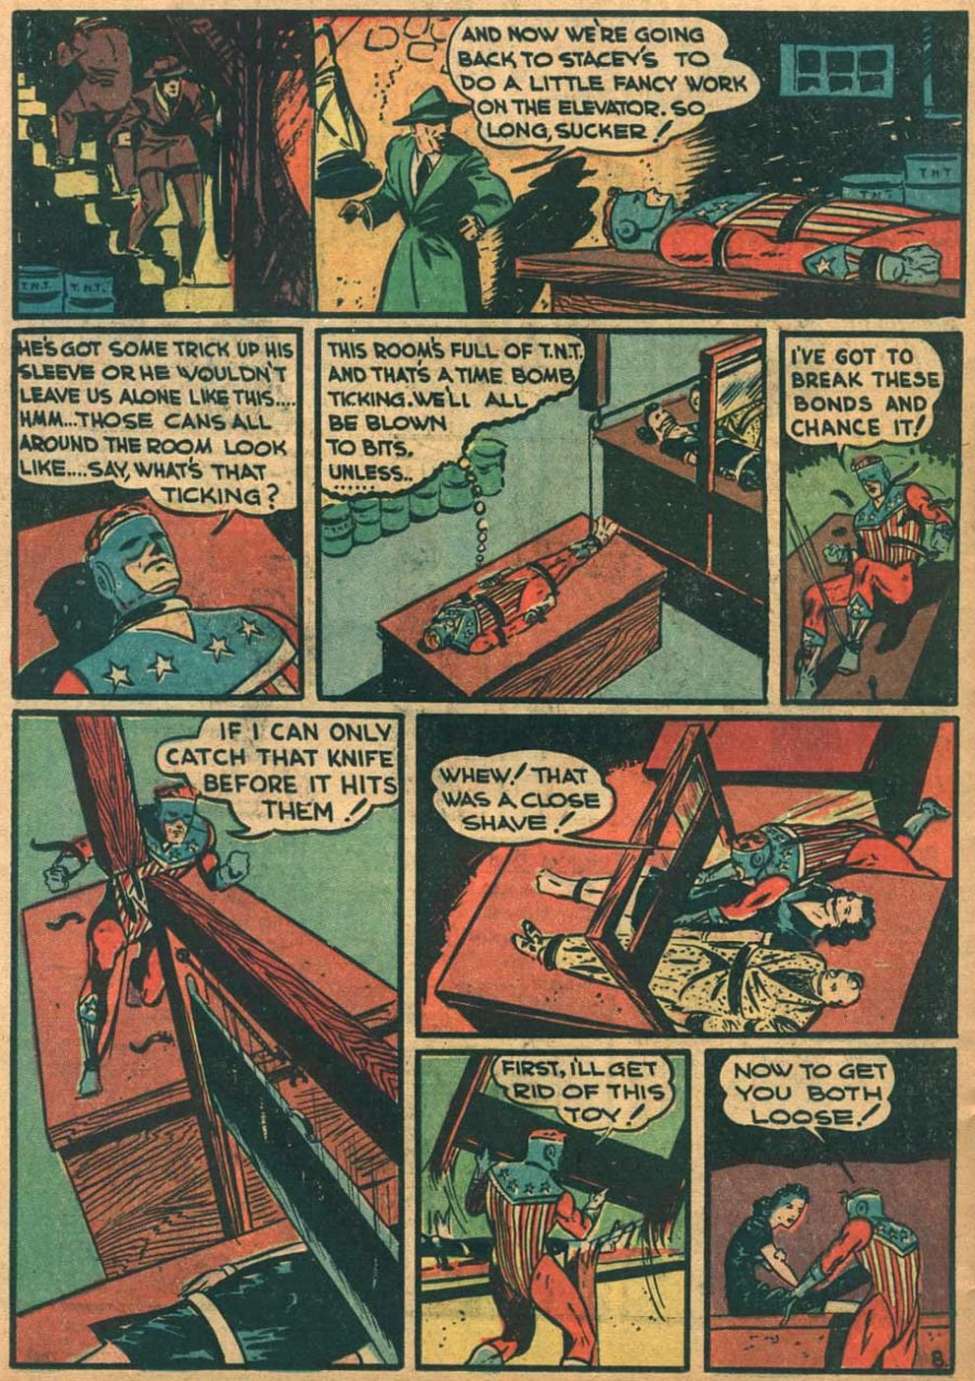 AND NOW WE'RE GOING
BACK TO STACEY'S TO
DO A LITTLE FANCY WORK
ON THE ELEVATOR. SO
LONG, SUCKER!
TNT
TNT
T.N.T.
T.N.T.
HE'S GOT SOME TRICK UP HIS
SLEEVE OR HE WOULDN'T
LEAVE US ALONE LIKE THIS....
HMM...THOSE CANS ALL
AROUND THE ROOM LOOK
LIKE....SAY, WHAT'S THAT
TICKING?
THIS ROOM'S FULL OF T.N.T.
AND THAT'S A TIME BOMB
TICKING. WE'LL ALL
BE BLOWN
TO BITS,
UNLESS..
......
I'VE GOT TO
BREAK THESE
BONDS AND
CHANCE IT!
IF I CAN ONLY
CATCH THAT KNIFE
BEFORE IT HITS
THEM!
WHEW! THAT
WAS A CLOSE
SHAVE!
FIRST, I'LL GET
RID OF THIS
TOY!
NOW TO GET
YOU BOTH
LOOSE!
8